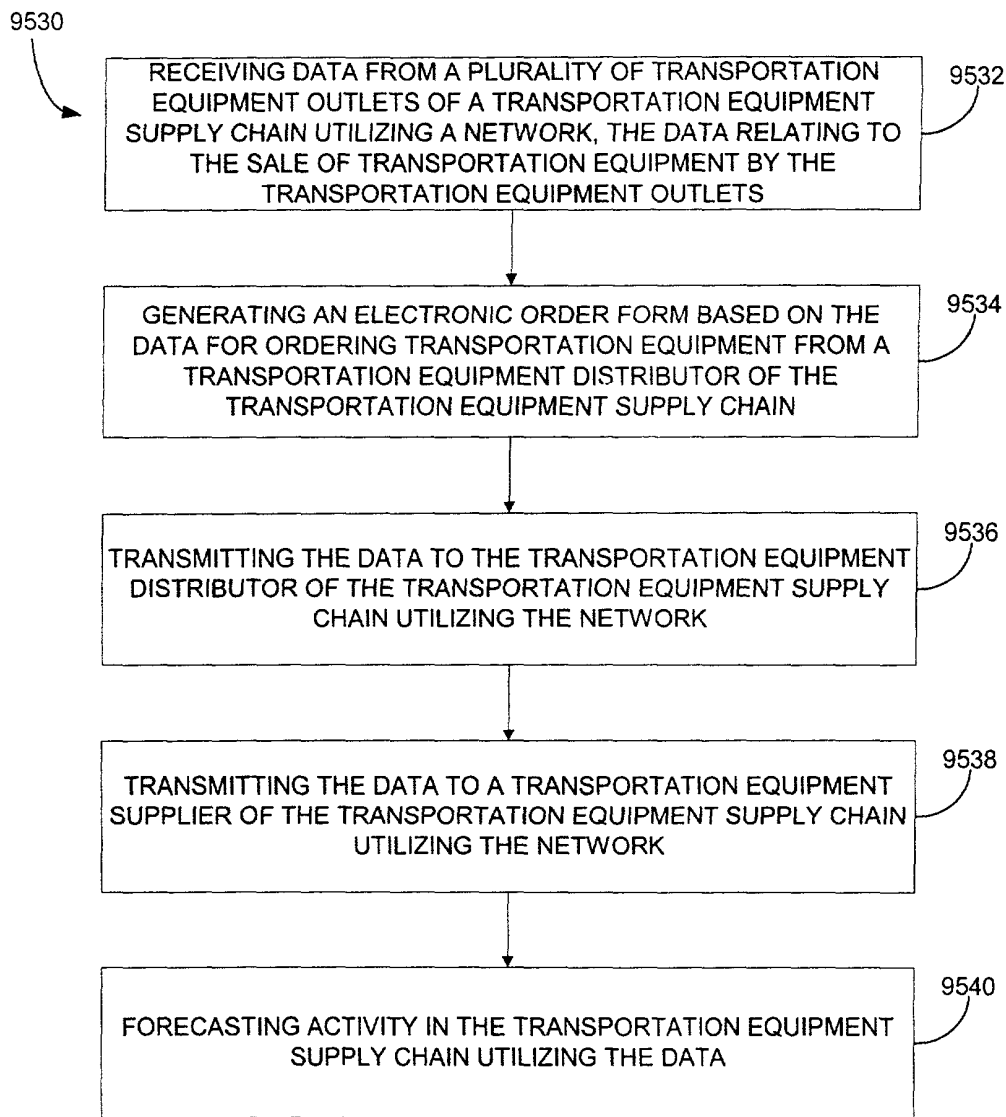 9530
RECEIVING DATA FROM A PLURALITY OF TRANSPORTATION
EQUIPMENT OUTLETS OF A TRANSPORTATION EQUIPMENT
SUPPLY CHAIN UTILIZING A NETWORK, THE DATA RELATING TO
THE SALE OF TRANSPORTATION EQUIPMENT BY THE
TRANSPORTATION EQUIPMENT OUTLETS
9532
GENERATING AN ELECTRONIC ORDER FORM BASED ON THE
DATA FOR ORDERING TRANSPORTATION EQUIPMENT FROM A
TRANSPORTATION EQUIPMENT DISTRIBUTOR OF THE
TRANSPORTATION EQUIPMENT SUPPLY CHAIN
9534
TRANSMITTING THE DATA TO THE TRANSPORTATION EQUIPMENT
DISTRIBUTOR OF THE TRANSPORTATION EQUIPMENT SUPPLY
CHAIN UTILIZING THE NETWORK
9536
TRANSMITTING THE DATA TO A TRANSPORTATION EQUIPMENT
SUPPLIER OF THE TRANSPORTATION EQUIPMENT SUPPLY CHAIN
UTILIZING THE NETWORK
9538
FORECASTING ACTIVITY IN THE TRANSPORTATION EQUIPMENT
SUPPLY CHAIN UTILIZING THE DATA
9540